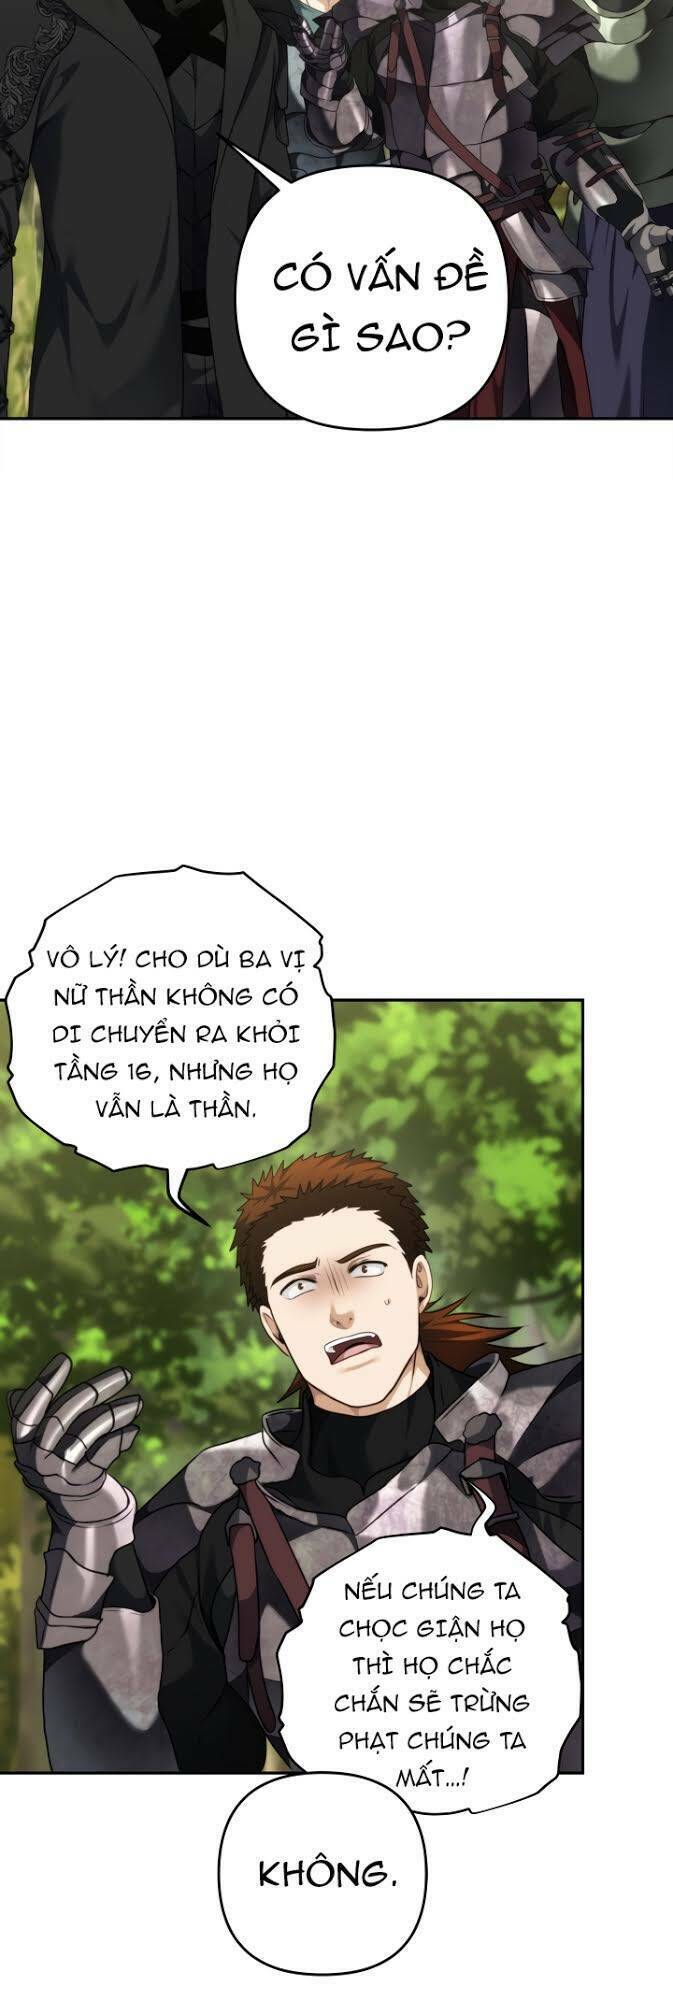 CÓ VẤN ĐỀ
GÌ SAO?
VÔ LÝ! CHO DÙ BA VỊ
NỮ THẦN KHÔNG CÓ
DI CHUYỂN RA KHỎI
TẦNG 16, NHƯNG HỌ
VẪN LÀ THẦN.
NẾU CHÚNG TA
CHỌC GIẬN HỌ
THÌ HỌ CHẮC
CHẮN SẼ TRỪNG
PHẠT CHÚNG TA
MẤT...!
KHÔNG.